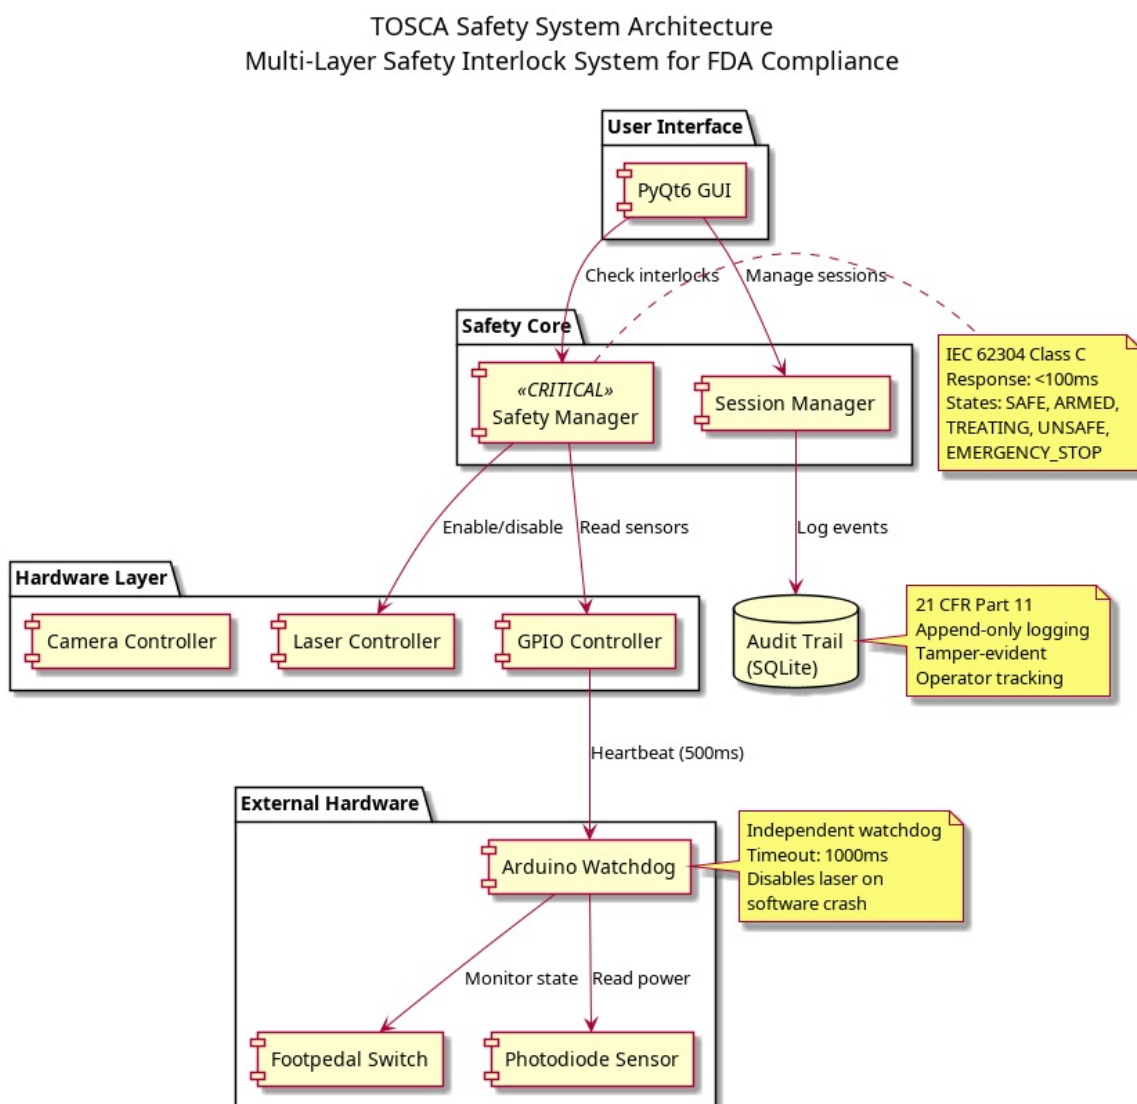 TOSCA Safety System Architecture
Multi-Layer Safety Interlock System for FDA Compliance
User Interface
PyQt6 GUI
Check interlocks
Manage sessions
Safety Core
«CRITICAL»
Safety Manager
Session Manager
IEC 62304 Class C
Response: <100ms
States: SAFE, ARMED,
TREATING, UNSAFE,
EMERGENCY_STOP
Enable/disable
Read sensors
Log events
Hardware Layer
Camera Controller
Laser Controller
GPIO Controller
Audit Trail
(SQLite)
21 CFR Part 11
Append-only logging
Tamper-evident
Operator tracking
Heartbeat (500ms)
External Hardware
Arduino Watchdog
Independent watchdog
Timeout: 1000ms
Disables laser on
software crash
Monitor state
Read power
Footpedal Switch
Photodiode Sensor